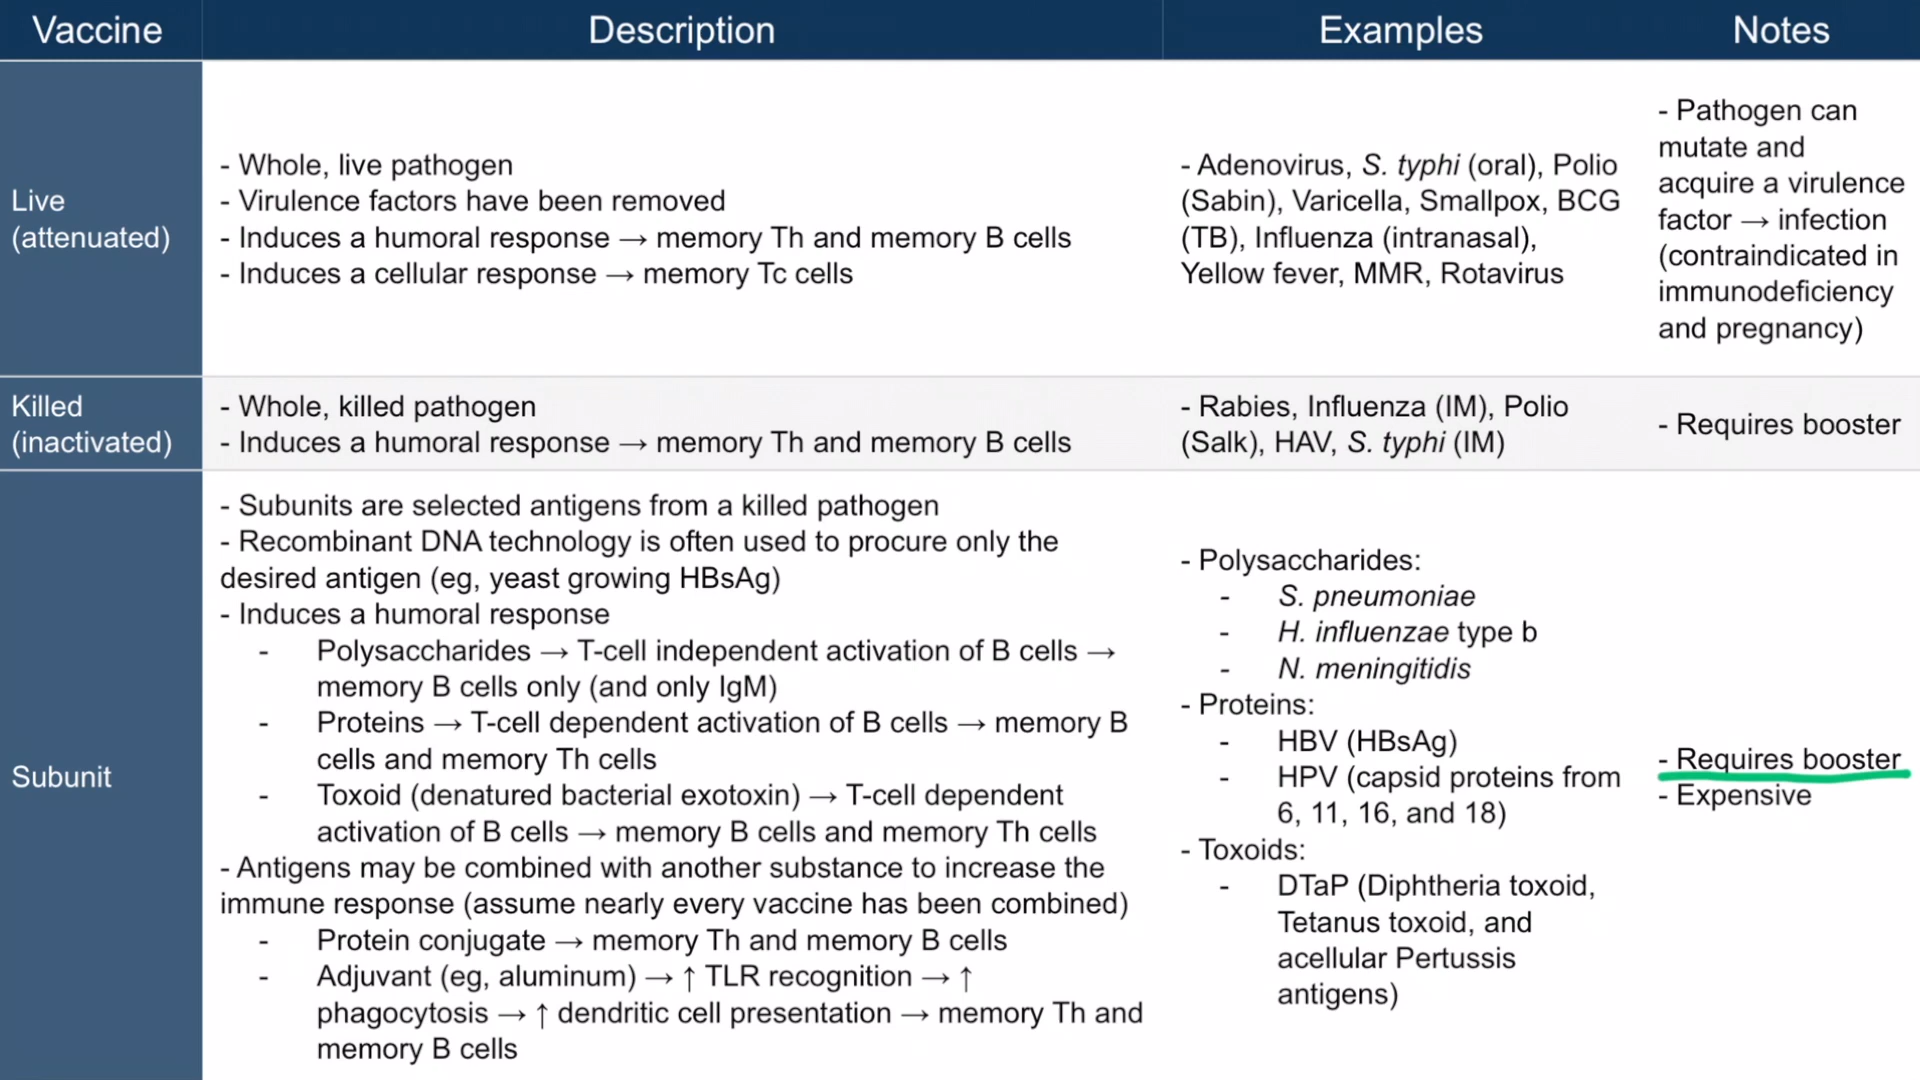 Vaccine
Description
Examples
Notes
Live
(attenuated)
- Whole, live pathogen
- Virulence factors have been removed
- Induces a humoral response → memory Th and memory B cells
- Induces a cellular response → memory Tc cells
- Adenovirus, S. typhi (oral), Polio
(Sabin), Varicella, Smallpox, BCG
(TB), Influenza (intranasal),
Yellow fever, MMR, Rotavirus
- Pathogen can
mutate and
acquire a virulence
factor → infection
(contraindicated in
immunodeficiency
and pregnancy)
Killed
(inactivated)
- Whole, killed pathogen
- Induces a humoral response → memory Th and memory B cells
- Rabies, Influenza (IM), Polio
(Salk), HAV, S. typhi (IM)
- Requires booster
Subunit
- Subunits are selected antigens from a killed pathogen
- Recombinant DNA technology is often used to procure only the
desired antigen (eg, yeast growing HBsAg)
- Induces a humoral response
- Polysaccharides → T-cell independent activation of B cells →
memory B cells only (and only IgM)
- Proteins → T-cell dependent activation of B cells → memory B
cells and memory Th cells
- Toxoid (denatured bacterial exotoxin) → T-cell dependent
activation of B cells → memory B cells and memory Th cells
- Antigens may be combined with another substance to increase the
immune response (assume nearly every vaccine has been combined)
- Protein conjugate → memory Th and memory B cells
- Adjuvant (eg, aluminum) → ↑ TLR recognition → ↑
phagocytosis → ↑ dendritic cell presentation → memory Th and
memory B cells
- Polysaccharides:
- S. pneumoniae
- H. influenzae type b
- N. meningitidis
- Proteins:
- HBV (HBsAg)
- HPV (capsid proteins from
6, 11, 16, and 18)
- Toxoids:
- DTaP (Diphtheria toxoid,
Tetanus toxoid, and
acellular Pertussis
antigens)
- Requires booster
- Expensive